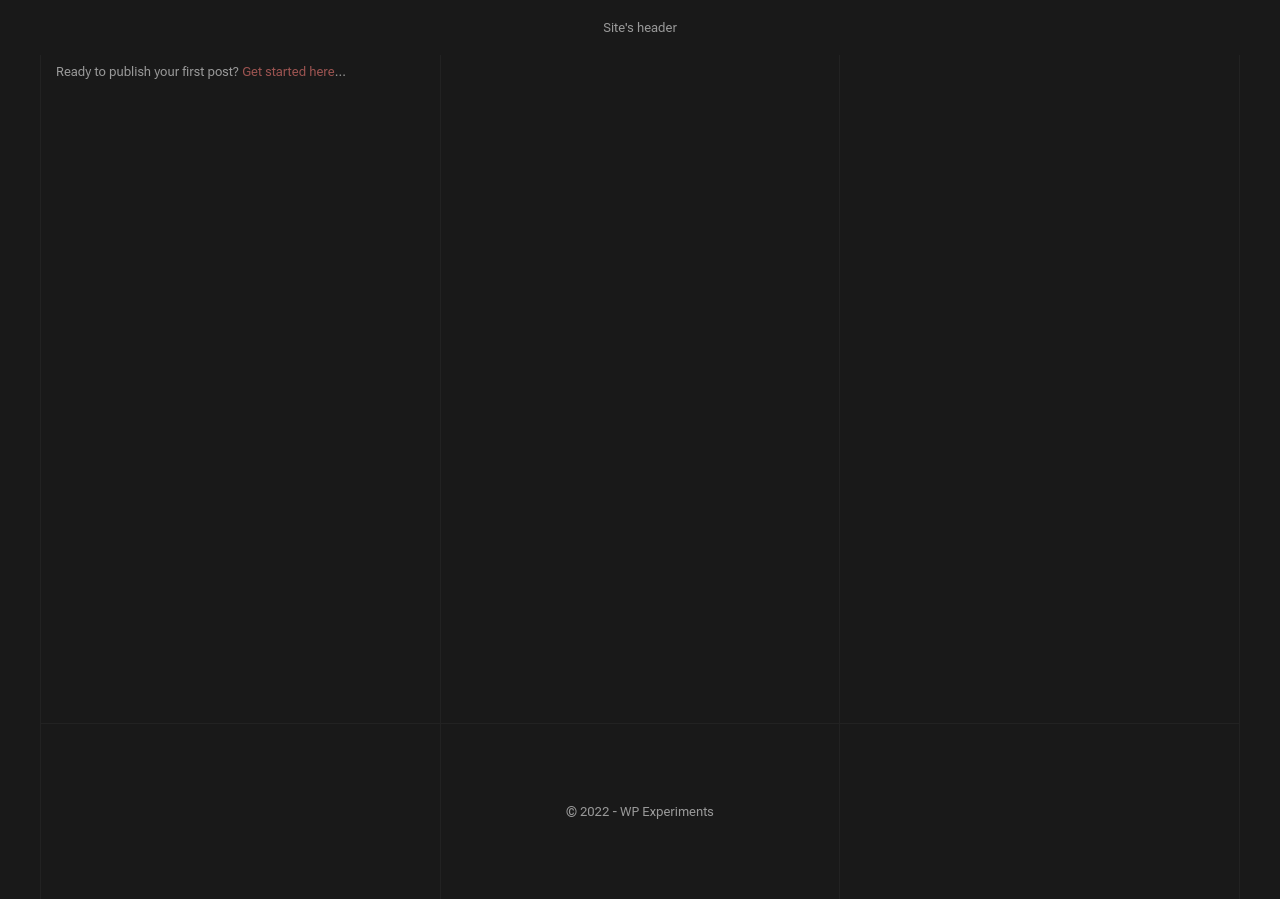 Site's header
Ready to publish your first post? Get started here...
© 2022 - WP Experiments